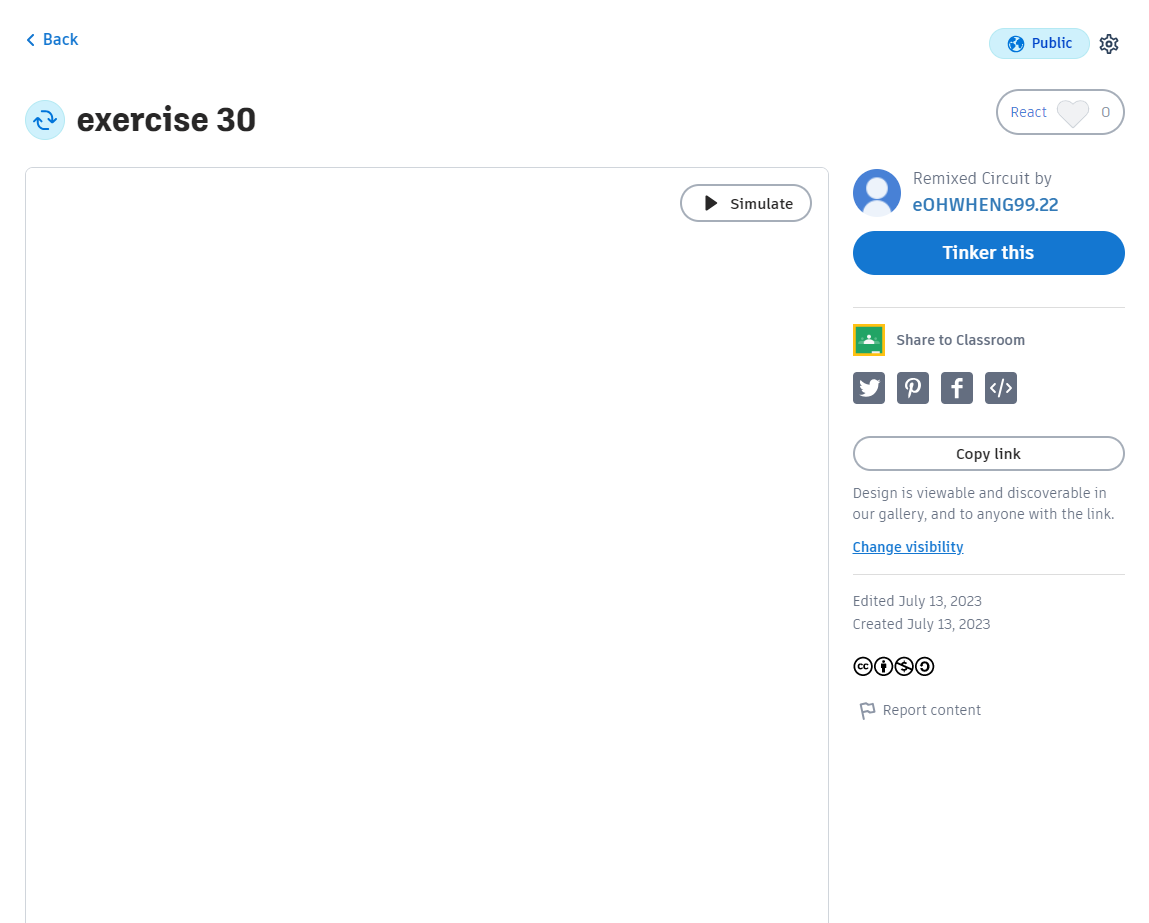 Back
Public
exercise 30
React 0
Simulate
Remixed Circuit by
eOHWHENG99.22
Tinker this
Share to Classroom
Copy link
Design is viewable and discoverable in
our gallery, and to anyone with the link.
Change visibility
Edited July 13, 2023
Created July 13, 2023
Report content